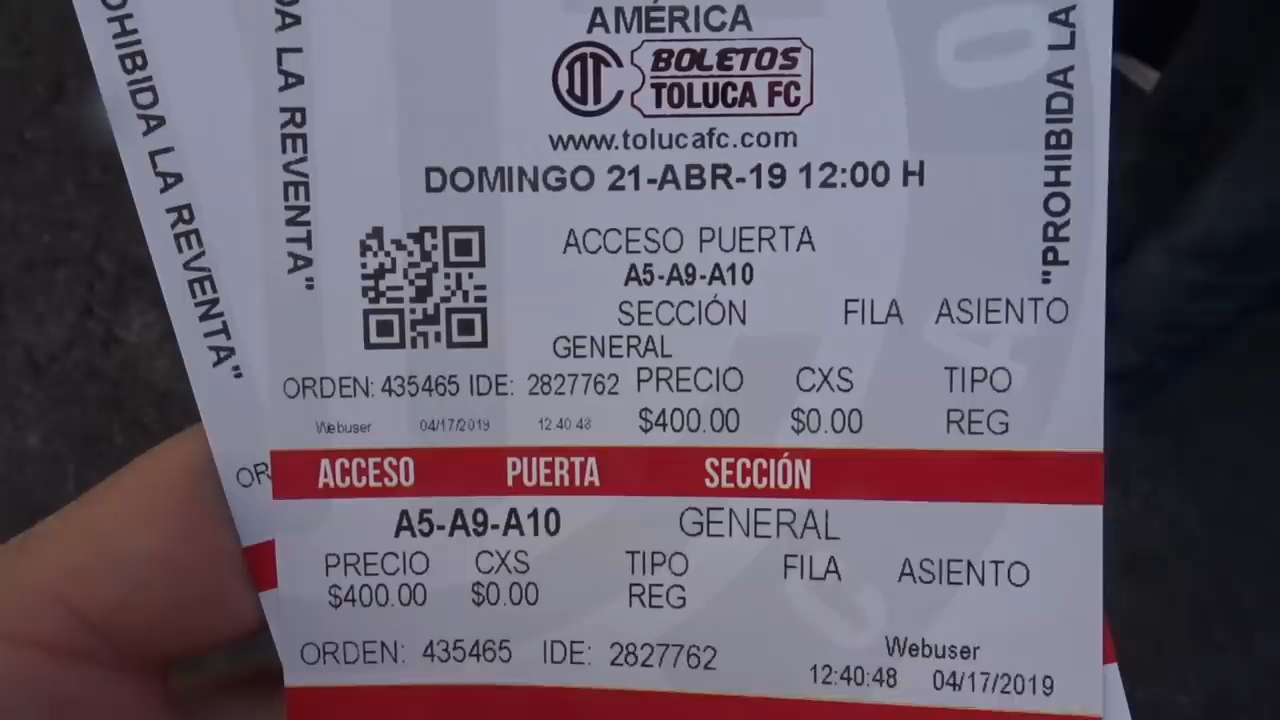 AMÉRICA
BOLETOS
TOLUCA FC
www.tolucafc.com
DOMINGO 21-ABR-19 12:00 H
ACCESO PUERTA
A5-A9-A10
SECCIÓN FILA ASIENTO
GENERAL
ORDEN: 435465 IDE: 2827762 PRECIO CXS TIPO
Webuser 04/17/2019 12:40:48 $400.00 $0.00 REG
ACCESO PUERTA SECCIÓN
A5-A9-A10 GENERAL
PRECIO CXS TIPO FILA ASIENTO
$400.00 $0.00 REG
ORDEN: 435465 IDE: 2827762
Webuser
12:40:48 04/17/2019
LA REVENTA"
"PROHIBIDA LA
LA REVENTA"